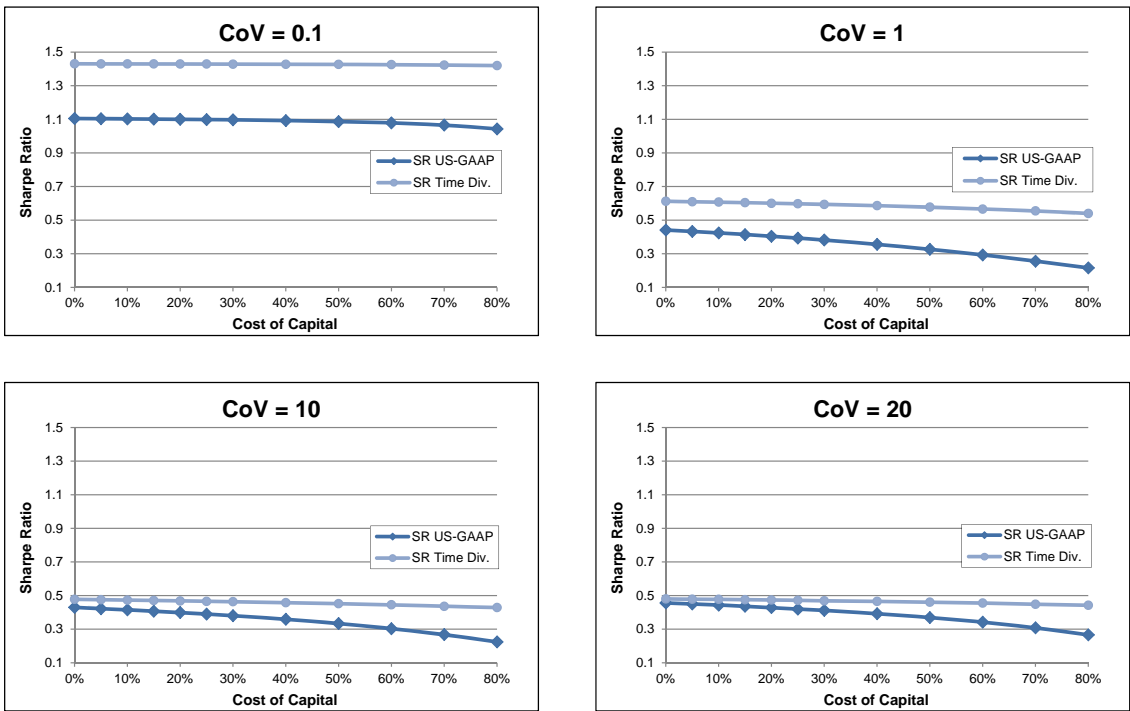 CoV = 0.1
1.5
1.3
1.1
0.9
0.7
0.5
0.3
0.1
Sharpe Ratio
SR US-GAAP
SR Time Div.
0% 10% 20% 30% 40% 50% 60% 70% 80%
Cost of Capital
CoV = 1
1.5
1.3
1.1
0.9
0.7
0.5
0.3
0.1
Sharpe Ratio
SR US-GAAP
SR Time Div.
0% 10% 20% 30% 40% 50% 60% 70% 80%
Cost of Capital
CoV = 10
1.5
1.3
1.1
0.9
0.7
0.5
0.3
0.1
Sharpe Ratio
SR US-GAAP
SR Time Div.
0% 10% 20% 30% 40% 50% 60% 70% 80%
Cost of Capital
CoV = 20
1.5
1.3
1.1
0.9
0.7
0.5
0.3
0.1
Sharpe Ratio
SR US-GAAP
SR Time Div.
0% 10% 20% 30% 40% 50% 60% 70% 80%
Cost of Capital